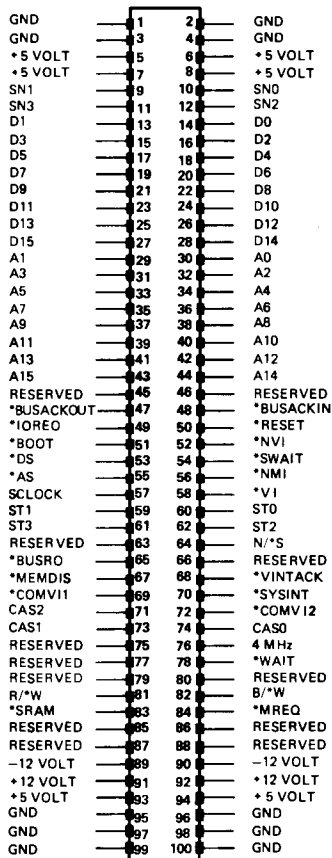 GND 1 2 GND
GND 3 4 GND
+5 VOLT 5 6 +5 VOLT
+5 VOLT 7 8 +5 VOLT
SN1 9 10 SN0
SN3 11 12 SN2
D1 13 14 D0
D3 15 16 D2
D5 17 18 D4
D7 19 20 D6
D9 21 22 D8
D11 23 24 D10
D13 25 26 D12
D15 27 28 D14
A1 29 30 A0
A3 31 32 A2
A5 33 34 A4
A7 35 36 A6
A9 37 38 A8
A11 39 40 A10
A13 41 42 A12
A15 43 44 A14
RESERVED 45 46 RESERVED
*BUSACKOUT 47 48 *BUSACKIN
*IOREO 49 50 *RESET
*BOOT 51 52 *NVI
*DS 53 54 *SWAIT
*AS 55 56 *NMI
SCLOCK 57 58 *VI
ST1 59 60 ST0
ST3 61 62 ST2
RESERVED 63 64 N/*S
*BUSRO 65 66 RESERVED
*MEMDIS 67 68 *VINTACK
*COMVI1 69 70 *SYSINT
CAS2 71 72 *COMVI2
CAS1 73 74 CAS0
RESERVED 75 76 4 MHz
RESERVED 77 78 *WAIT
RESERVED 79 80 RESERVED
R/*W 81 82 B/*W
*SRAM 83 84 *MREQ
RESERVED 85 86 RESERVED
RESERVED 87 88 RESERVED
−12 VOLT 89 90 −12 VOLT
+12 VOLT 91 92 +12 VOLT
+5 VOLT 93 94 +5 VOLT
GND 95 96 GND
GND 97 98 GND
GND 99 100 GND